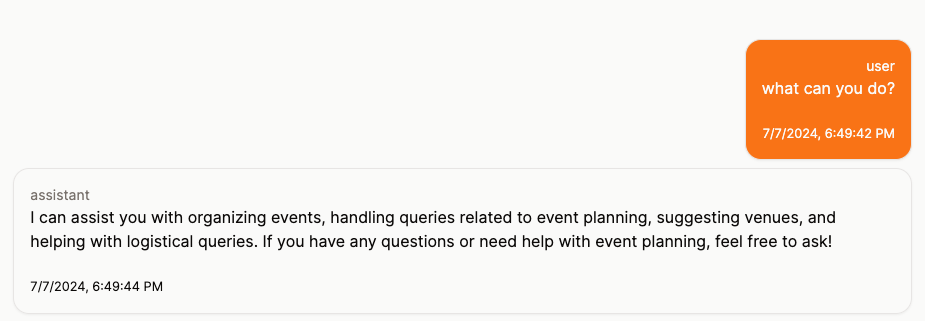 user
what can you do?
7/7/2024, 6:49:42 PM
assistant
I can assist you with organizing events, handling queries related to event planning, suggesting venues, and
helping with logistical queries. If you have any questions or need help with event planning, feel free to ask!
7/7/2024, 6:49:44 PM